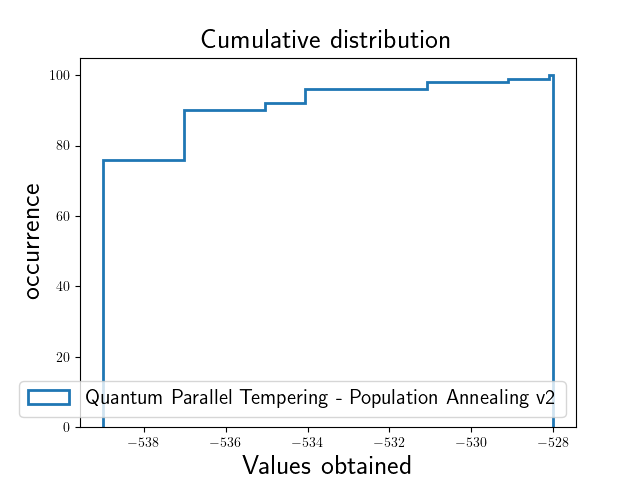 Cumulative distribution
occurrence
100
80
60
40
20
0
Quantum Parallel Tempering - Population Annealing v2
−538 −536 −534 −532 −530 −528
Values obtained